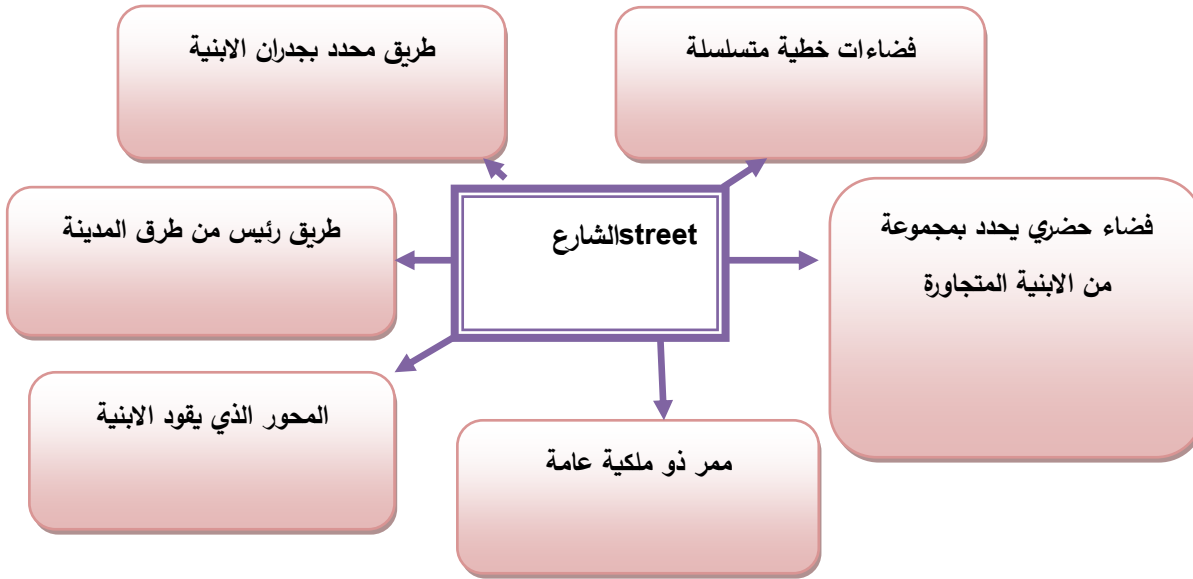 فضاءات خطية متسلسلة
طريق محدد بجدران الابنية
الشارعstreet
فضاء حضري يحدد بمجموعة
من الابنية المتجاورة
طريق رئيس من طرق المدينة
المحور الذي يقود الابنية
ممر ذو ملكية عامة